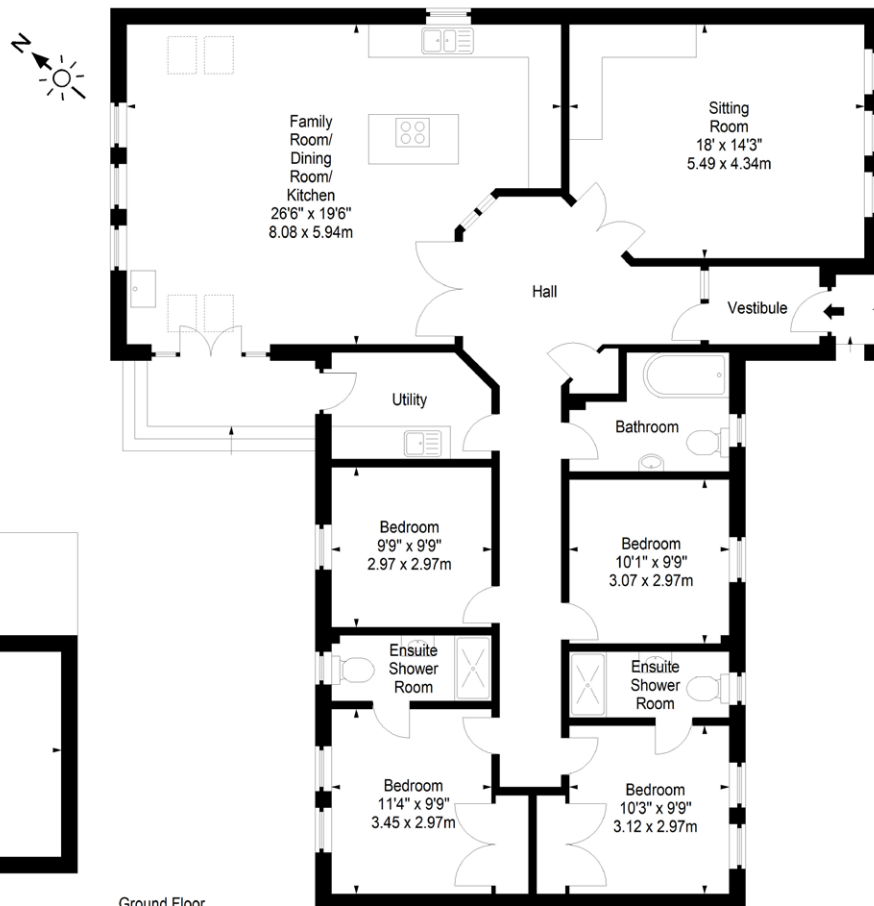 N
Family
Room/
Dining
Room/
Kitchen
26'6" x 19'6"
8.08 x 5.94m
Sitting
Room
18' x 14'3"
5.49 x 4.34m
Hall
Vestibule
Utility
Bathroom
Bedroom
9'9" x 9'9"
2.97 x 2.97m
Bedroom
10'1" x 9'9"
3.07 x 2.97m
Ensuite
Shower
Room
Ensuite
Shower
Room
Bedroom
11'4" x 9'9"
3.45 x 2.97m
Bedroom
10'3" x 9'9"
3.12 x 2.97m
Ground Floor